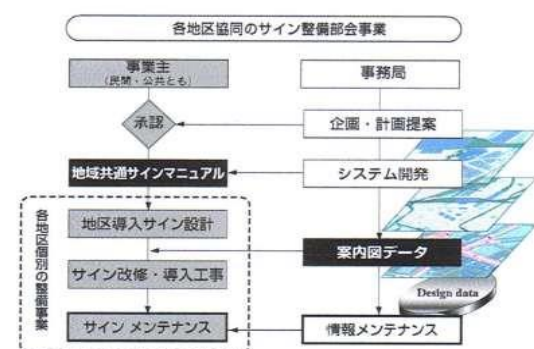 各地区協同のサイン整備部会事業
事業主
(民間・公共とも)
事務局
承認
企画・計画提案
地域共通サインマニュアル
システム開発
各地区個別の整備事業
地区導入サイン設計
案内図データ
サイン改修・導入工事
Design data
サイン メンテナンス
情報メンテナンス